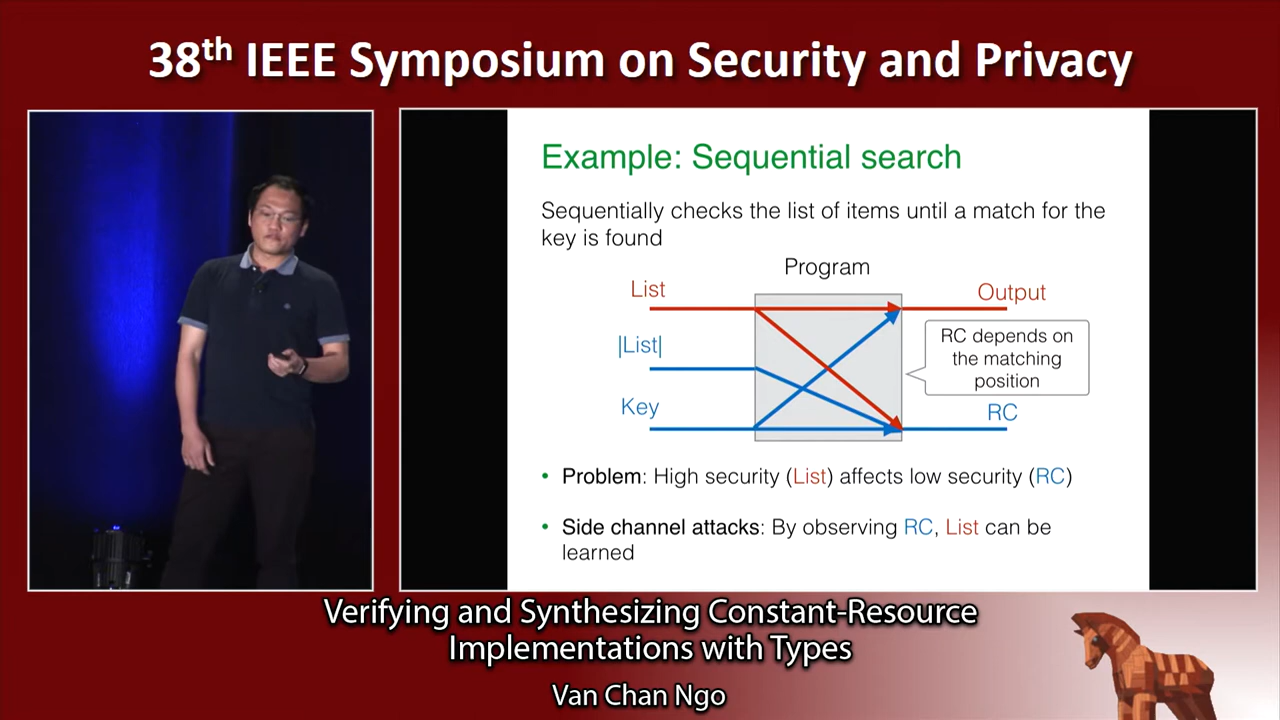 38th IEEE Symposium on Security and Privacy
Example: Sequential search
Sequentially checks the list of items until a match for the
key is found
Program
List
Output
|List|
RC depends on
the matching
position
Key
RC
• Problem: High security (List) affects low security (RC)
• Side channel attacks: By observing RC, List can be
learned
Verifying and Synthesizing Constant-Resource
Implementations with Types
Van Chan Ngo